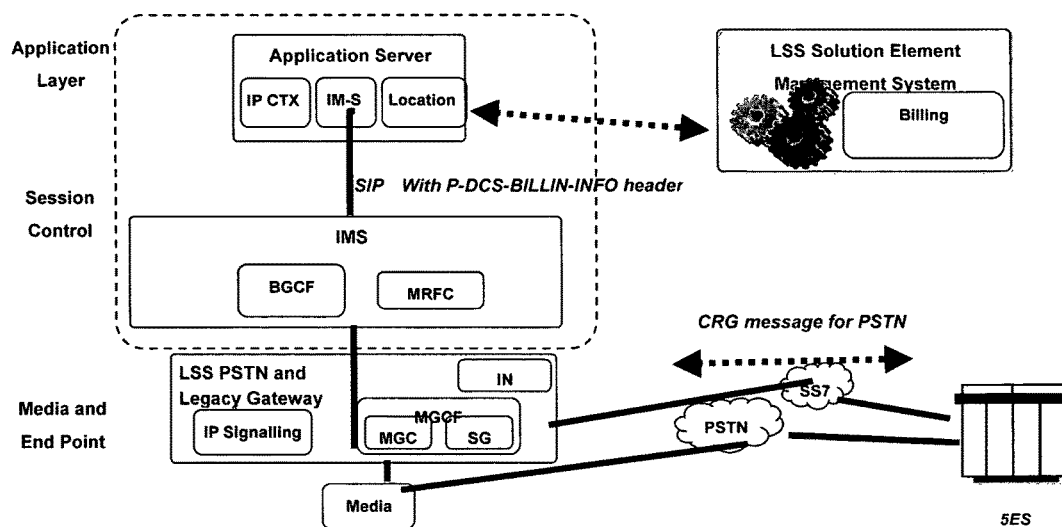 Application
Layer
Application Server
IP CTX
IM-S
Location
LSS Solution Element
Management System
Billing
SIP With P-DCS-BILLIN-INFO header
Session
Control
IMS
BGCF
MRFC
CRG message for PSTN
LSS PSTN and
Legacy Gateway
IN
SS7
Media and
End Point
IP Signalling
MGCF
MGC
SG
PSTN
Media
5ES